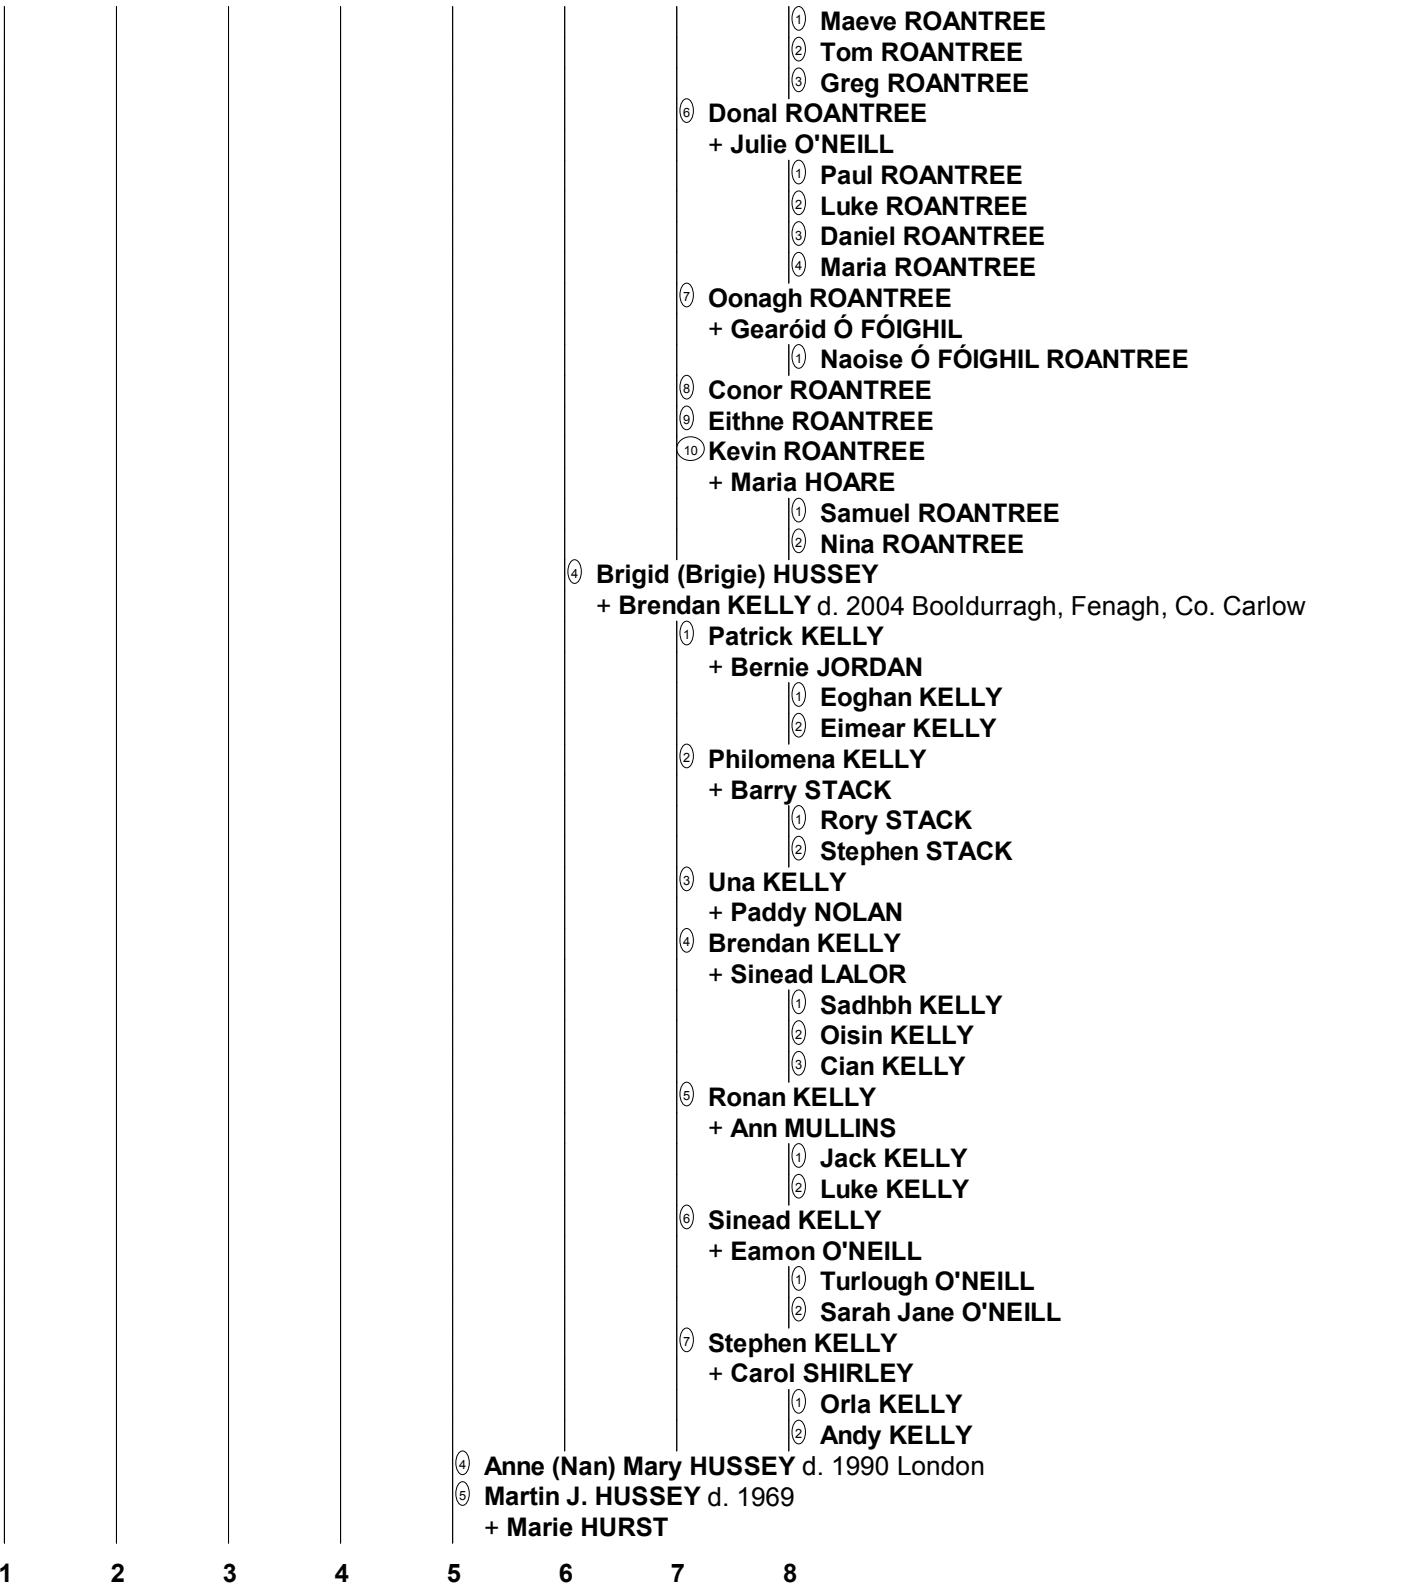 1 Maeve ROANTREE
2 Tom ROANTREE
3 Greg ROANTREE
6 Donal ROANTREE
+ Julie O'NEILL
1 Paul ROANTREE
2 Luke ROANTREE
3 Daniel ROANTREE
4 Maria ROANTREE
7 Oonagh ROANTREE
+ Gearóid Ó FÓIGHIL
1 Naoise Ó FÓIGHIL ROANTREE
8 Conor ROANTREE
9 Eithne ROANTREE
10 Kevin ROANTREE
+ Maria HOARE
1 Samuel ROANTREE
2 Nina ROANTREE
4 Brigid (Brigie) HUSSEY
+ Brendan KELLY d. 2004 Booldurragh, Fenagh, Co. Carlow
1 Patrick KELLY
+ Bernie JORDAN
1 Eoghan KELLY
2 Eimear KELLY
2 Philomena KELLY
+ Barry STACK
1 Rory STACK
2 Stephen STACK
3 Una KELLY
+ Paddy NOLAN
4 Brendan KELLY
+ Sinead LALOR
1 Sadhbh KELLY
2 Oisin KELLY
3 Cian KELLY
5 Ronan KELLY
+ Ann MULLINS
1 Jack KELLY
2 Luke KELLY
6 Sinead KELLY
+ Eamon O'NEILL
1 Turlough O'NEILL
2 Sarah Jane O'NEILL
7 Stephen KELLY
+ Carol SHIRLEY
1 Orla KELLY
2 Andy KELLY
4 Anne (Nan) Mary HUSSEY d. 1990 London
5 Martin J. HUSSEY d. 1969
+ Marie HURST
1 2 3 4 5 6 7 8